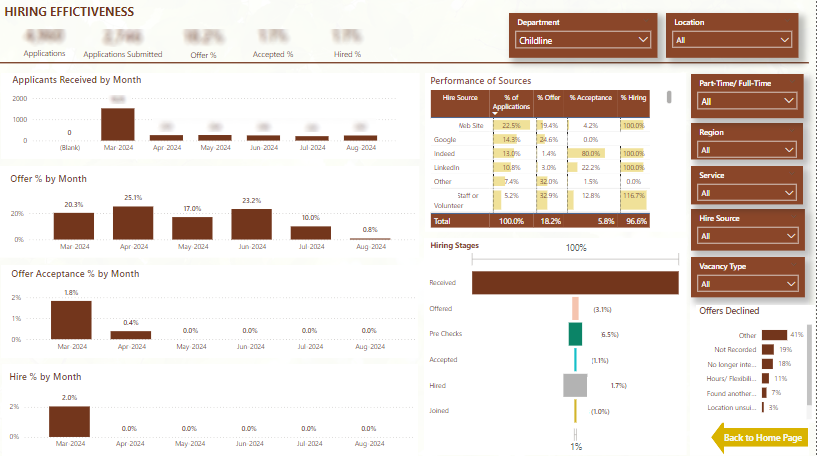 HIRING EFFICTIVENESS
Applications
Applications Submitted
Offer %
Accepted %
Hired %
Department
Childline
Location
All
Applicants Received by Month
2000
1000
0
0
(Blank)
Mar 2024
Apr-2024
May-2024
Jun-2024
Jul-2024
Aug-2024
Offer % by Month
20%
0%
20.3%
25.1%
17.0%
23.2%
10.0%
0.8%
Mar-2024
Apr-2024
May-2024
Jun-2024
Jul-2024
Aug-2024
Offer Acceptance % by Month
2%
1%
0%
1.8%
0.4%
0.0%
0.0%
0.0%
0.0%
Mar-2024
Apr-2024
May-2024
Jun-2024
Jul-2024
Aug-2024
Hire % by Month
2%
0%
2.0%
0.0%
0.0%
0.0%
0.0%
0.0%
Mar-2024
Apr-2024
May-2024
Jun-2024
Jul-2024
Aug-2024
Performance of Sources
Hire Source % of Applications % Offer % Acceptance % Hiring
Web Site 22.5% 19.4% 4.2% 100.0%
Google 14.3% 24.6% 0.0%
Indeed 13.0% 1.4% 80.0% 100.0%
LinkedIn 10.8% 3.0% 22.2% 100.0%
Other 7.4% 32.0% 1.5% 0.0%
Staff or 5.2% 32.9% 12.8% 116.7%
Volunteer
Total 100.0% 18.2% 5.8% 96.6%
Hiring Stages
100%
Received
Offered (3.1%)
Pre Checks 6.5%)
Accepted (1.1%)
Hired 1.7%)
Joined (1.0%)
1%
Part-Time/ Full-Time
All
Region
All
Service
All
Hire Source
All
Vacancy Type
All
Offers Declined
Other 41%
Not Recorded 19%
No longer inte... 18%
Hours/ Flexibili... 11%
Found another... 7%
Location unsui... 3%
Back to Home Page